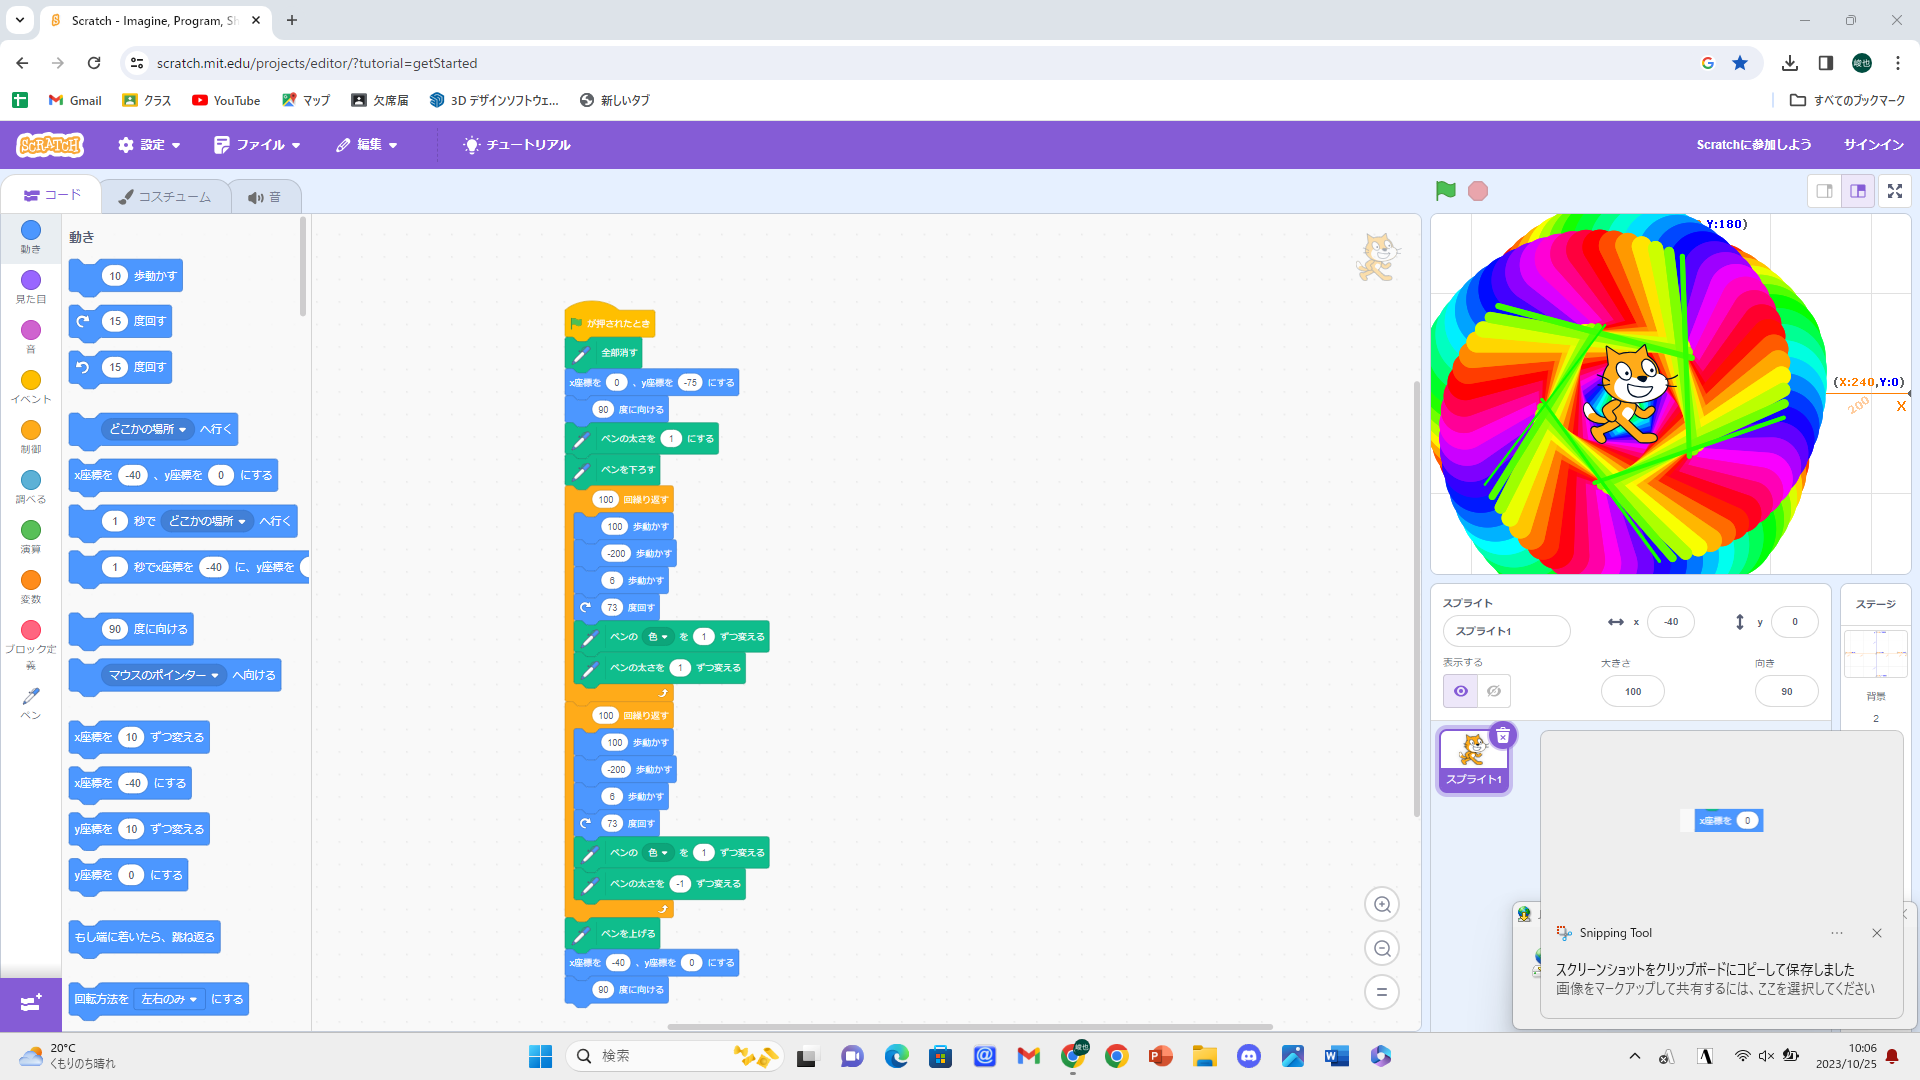 Scratch - Imagine, Program, Sh
scratch.mit.edu/projects/editor/?tutorial=getStarted
峻也
Gmail
クラス
YouTube
マップ
欠席届
3D デザインソフトウェ...
新しいタブ
すべてのブックマーク
SCRATCH
設定
ファイル
編集
チュートリアル
Scratchに参加しよう
サインイン
コード
コスチューム
音
動き
見た目
音
イベント
制御
調べる
演算
変数
ブロック定義
ペン
動き
10 歩動かす
15 度回す
15 度回す
どこかの場所 へ行く
x座標を -40 、y座標を 0 にする
1 秒で どこかの場所 へ行く
1 秒でx座標を -40 に、y座標を
90 度に向ける
マウスのポインター へ向ける
x座標を 10 ずつ変える
x座標を -40 にする
y座標を 10 ずつ変える
y座標を 0 にする
もし端に着いたら、跳ね返る
回転方法を 左右のみ にする
が押されたとき
全部消す
x座標を 0 、y座標を -75 にする
90 度に向ける
ペンの太さを 1 にする
ペンを下ろす
100 回繰り返す
100 歩動かす
-200 歩動かす
6 歩動かす
73 度回す
ペンの 色 を 1 ずつ変える
ペンの太さを 1 ずつ変える
100 回繰り返す
100 歩動かす
-200 歩動かす
6 歩動かす
73 度回す
ペンの 色 を 1 ずつ変える
ペンの太さを -1 ずつ変える
ペンを上げる
x座標を -40 、y座標を 0 にする
90 度に向ける
Y:180)
(X:240,Y:0)
200
X
スプライト
スプライト1
x
-40
y
0
表示する
大きさ
100
向き
90
スプライト1
ステージ
背景
2
x座標を 0
Snipping Tool
スクリーンショットをクリップボードにコピーして保存しました
画像をマークアップして共有するには、ここを選択してください
20°C
くもりのち晴れ
検索
峻也
A
10:06
2023/10/25